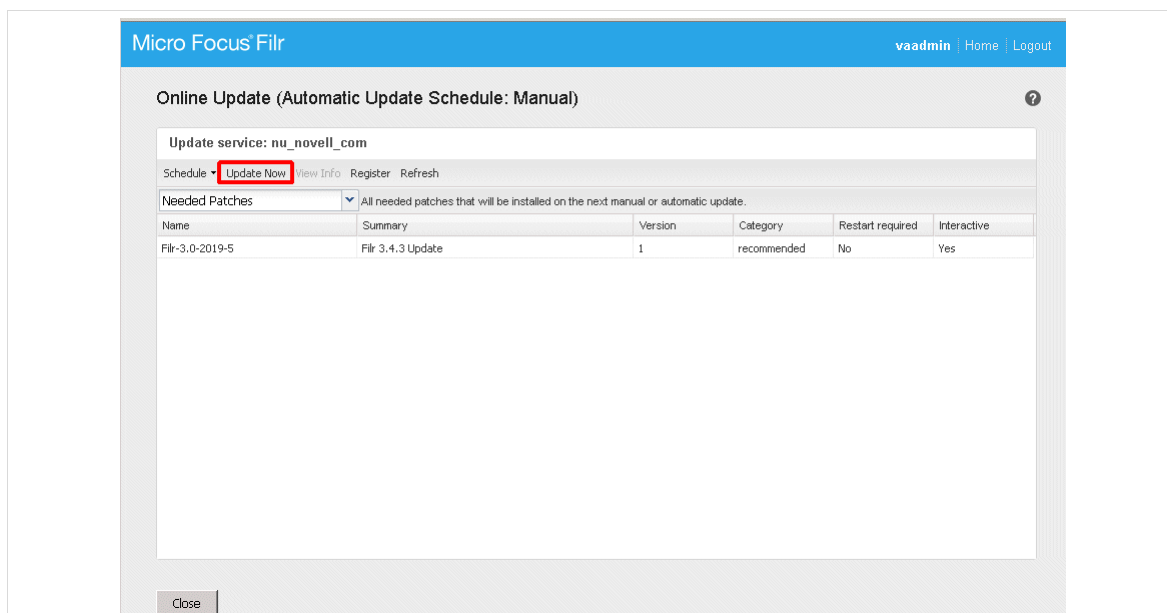 Micro Focus® Filr
vaadmin Home Logout
Online Update (Automatic Update Schedule: Manual)
?
Update service: nu_novell_com
Schedule Update Now View Info Register Refresh
Needed Patches All needed patches that will be installed on the next manual or automatic update.
Name Summary Version Category Restart required Interactive
Filr-3.0-2019-5 Filr 3.4.3 Update 1 recommended No Yes
Close